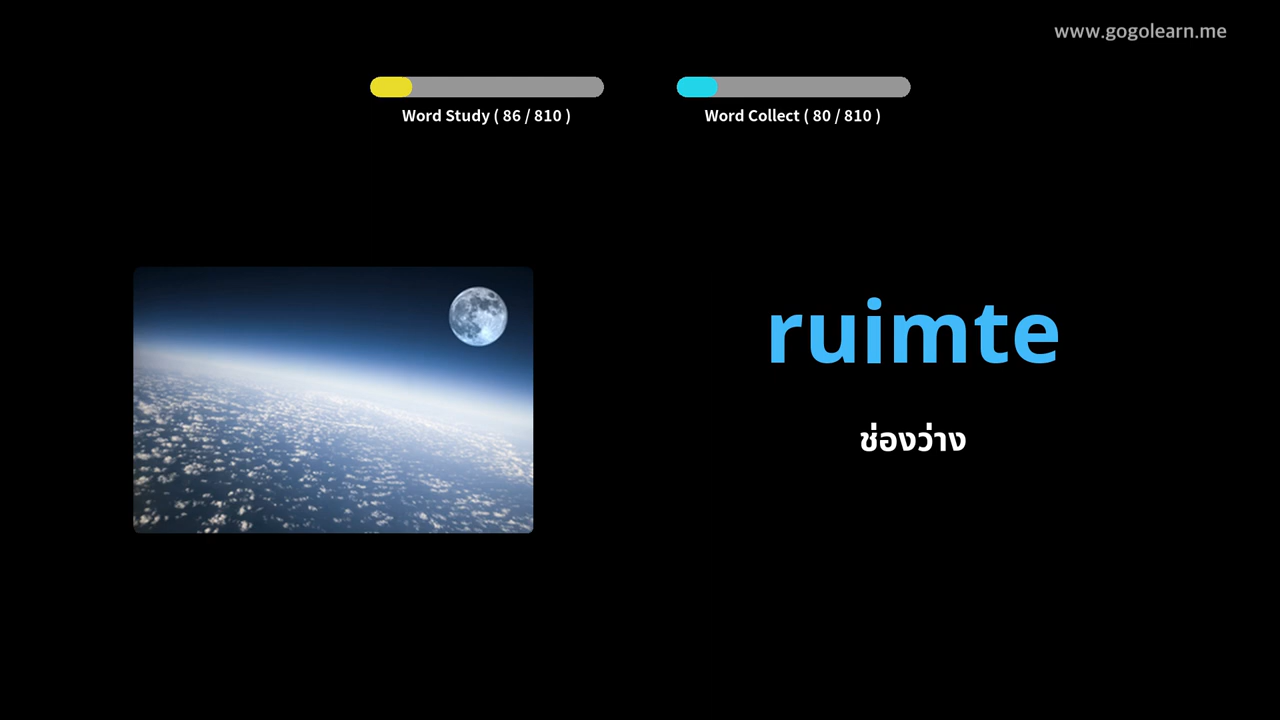 www.gogolearn.me
Word Study ( 86 / 810 )
Word Collect ( 80 / 810 )
ruimte
ช่องว่าง